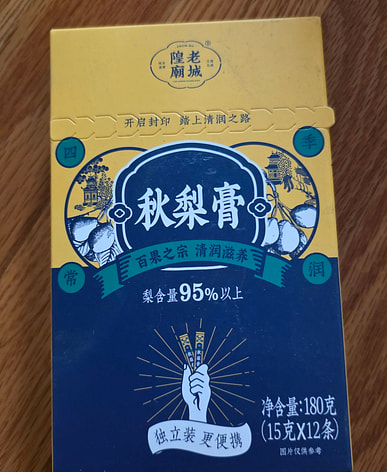 老城
隍廟
®
开启封印 踏上清润之路
四季
常润
秋梨膏
百果之宗 清润滋养
梨含量95%以上
独立装 更便携
净含量:180克
(15克X12条)
图片仅供参考